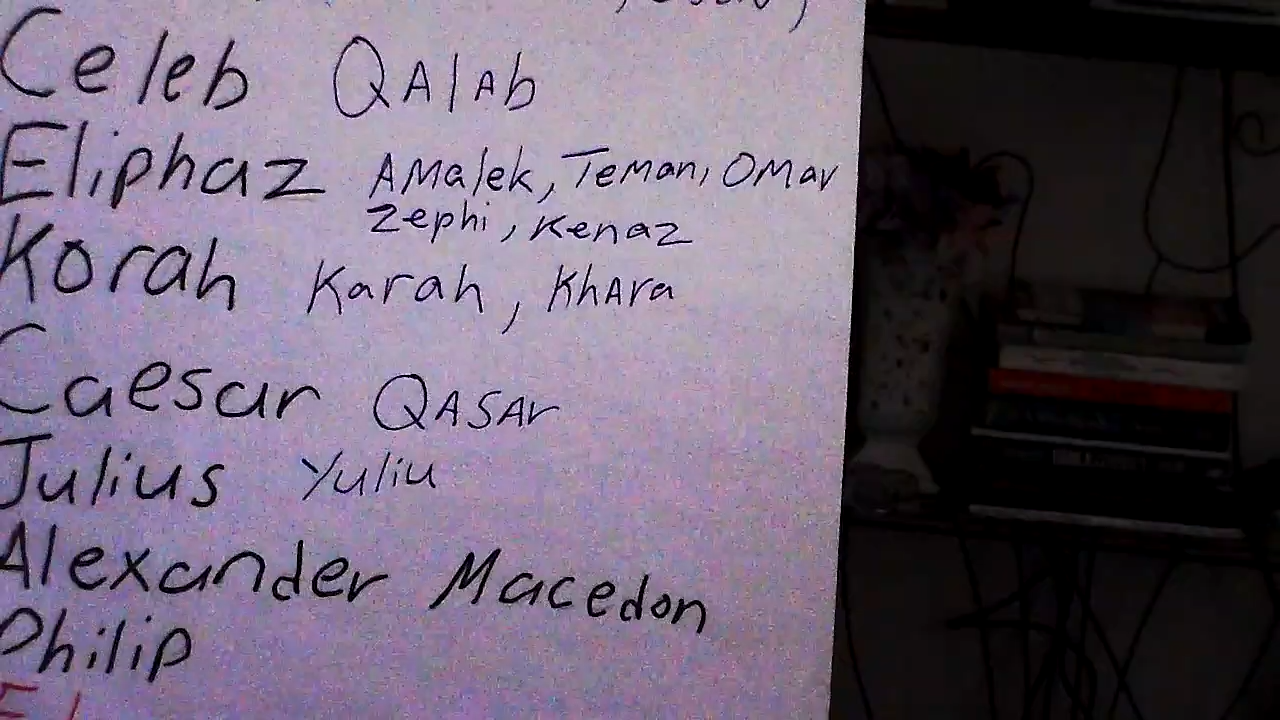 Celeb QAlAb
Eliphaz AMalek, Teman, OMar
Zephi, Kenaz
Korah Karah, KhAra
Caesar QASAr
Julius Yuliu
Alexander Macedon
Philip